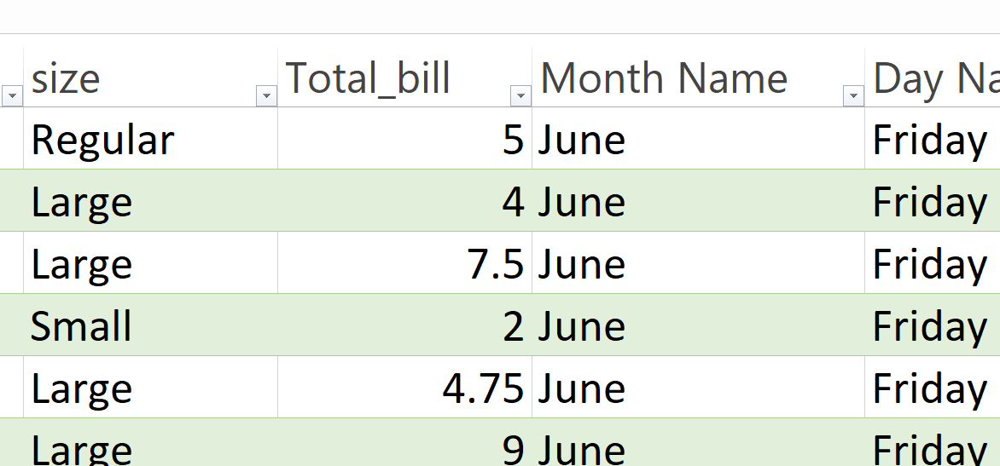 size Total_bill Month Name Day Na
Regular 5 June Friday
Large 4 June Friday
Large 7.5 June Friday
Small 2 June Friday
Large 4.75 June Friday
Large 9 June Friday